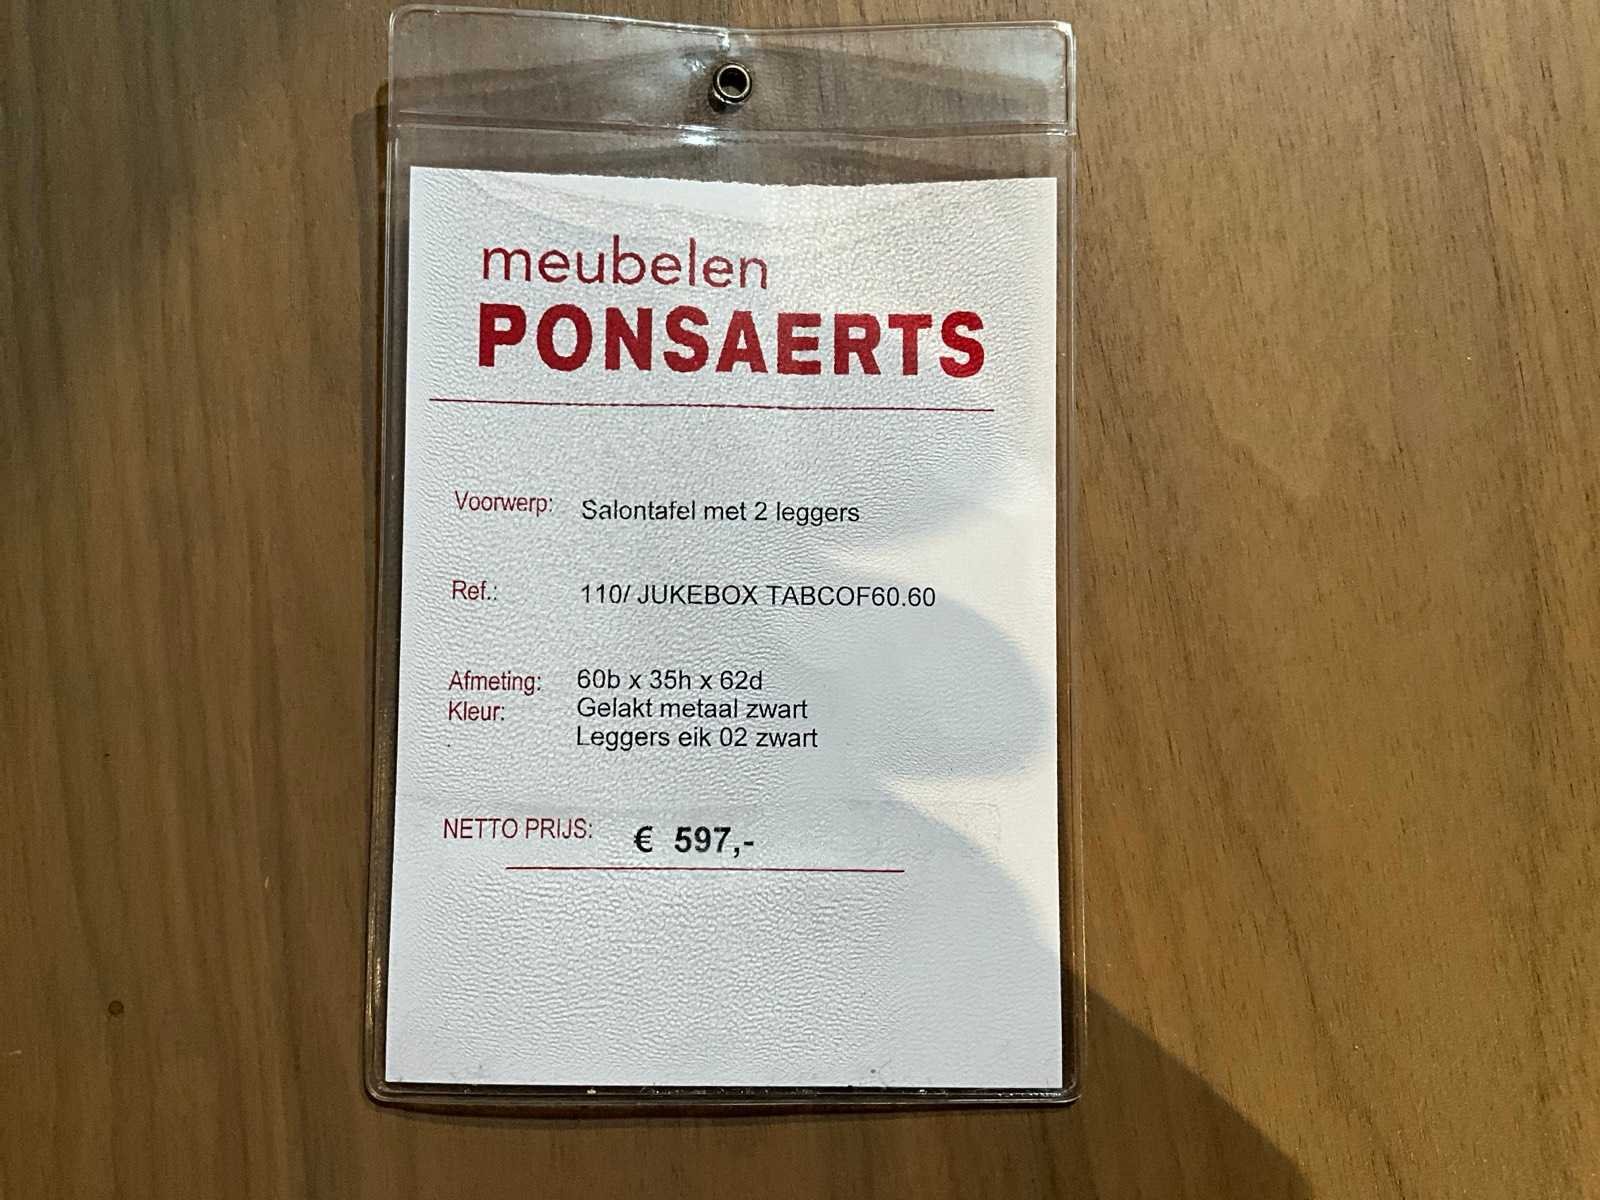 meubelen
PONSAERTS
Voorwerp: Salontafel met 2 leggers
Ref.: 110/ JUKEBOX TABCOF60.60
Afmeting: 60b x 35h x 62d
Kleur: Gelakt metaal zwart
Leggers eik 02 zwart
NETTO PRIJS: € 597,-